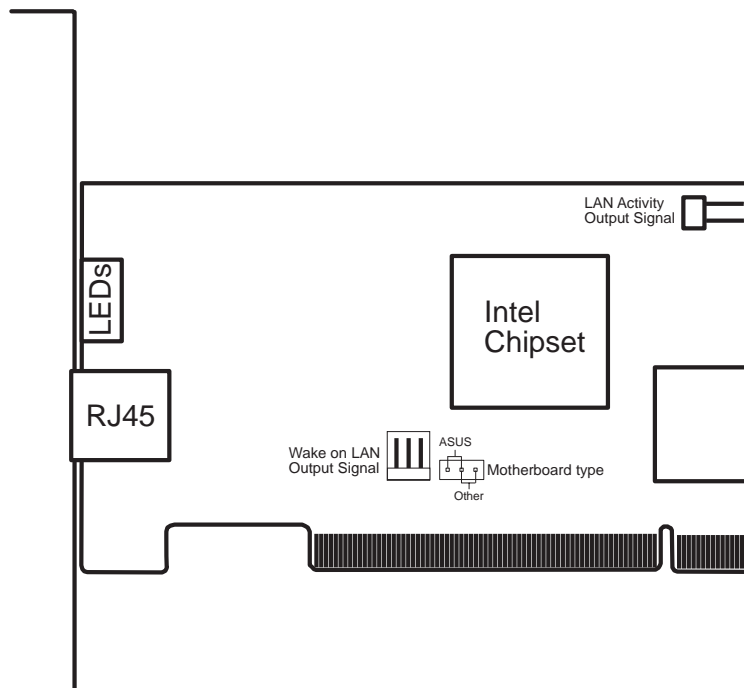 LAN Activity
Output Signal
LEDs
Intel
Chipset
RJ45
Wake on LAN
Output Signal
ASUS
Motherboard type
Other